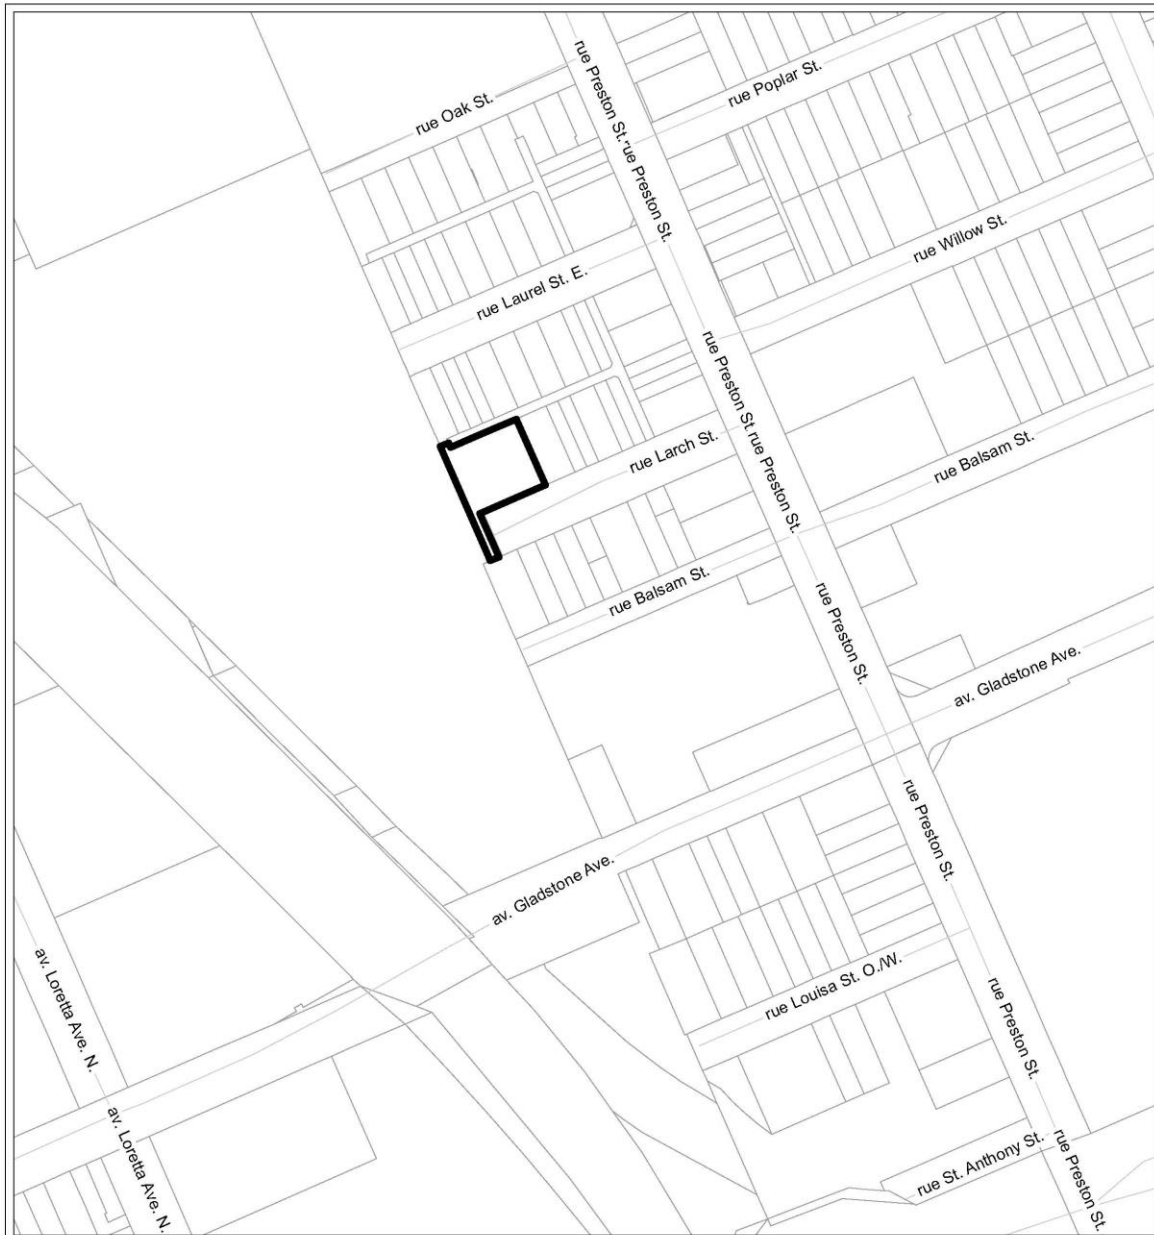 rue Preston St.
rue Poplar St.
rue Oak St.
rue Preston St.
rue Willow St.
rue Laurel St. E.
rue Preston St.
rue Larch St.
rue Preston St.
rue Balsam St.
rue Balsam St.
rue Preston St.
av. Gladstone Ave.
rue Preston St.
av. Gladstone Ave.
av. Loretta Ave. N.
rue Louisa St. O./W.
rue Preston St.
av. Loretta Ave. N.
rue St. Anthony St.
rue Preston St.